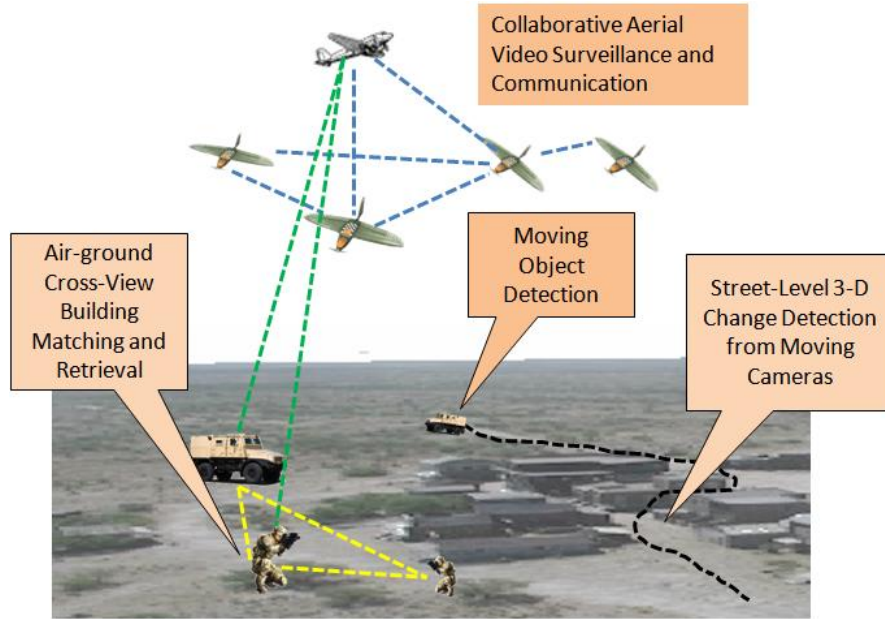 Collaborative Aerial
Video Surveillance and
Communication
Air-ground
Cross-View
Building
Matching and
Retrieval
Moving
Object
Detection
Street-Level 3-D
Change Detection
from Moving
Cameras